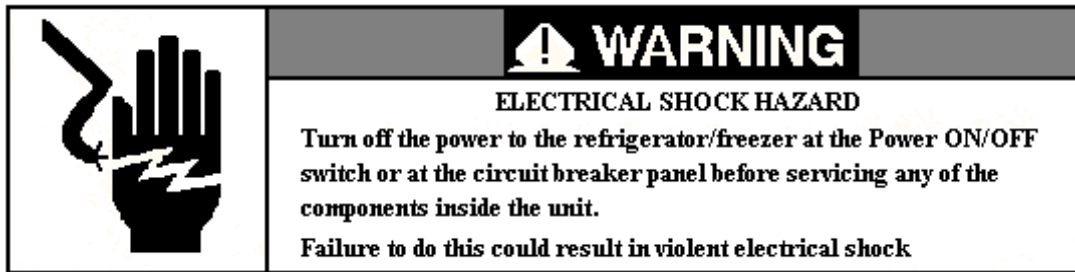 WARNING
ELECTRICAL SHOCK HAZARD
Turn off the power to the refrigerator/freezer at the Power ON/OFF
switch or at the circuit breaker panel before servicing any of the
components inside the unit.
Failure to do this could result in violent electrical shock